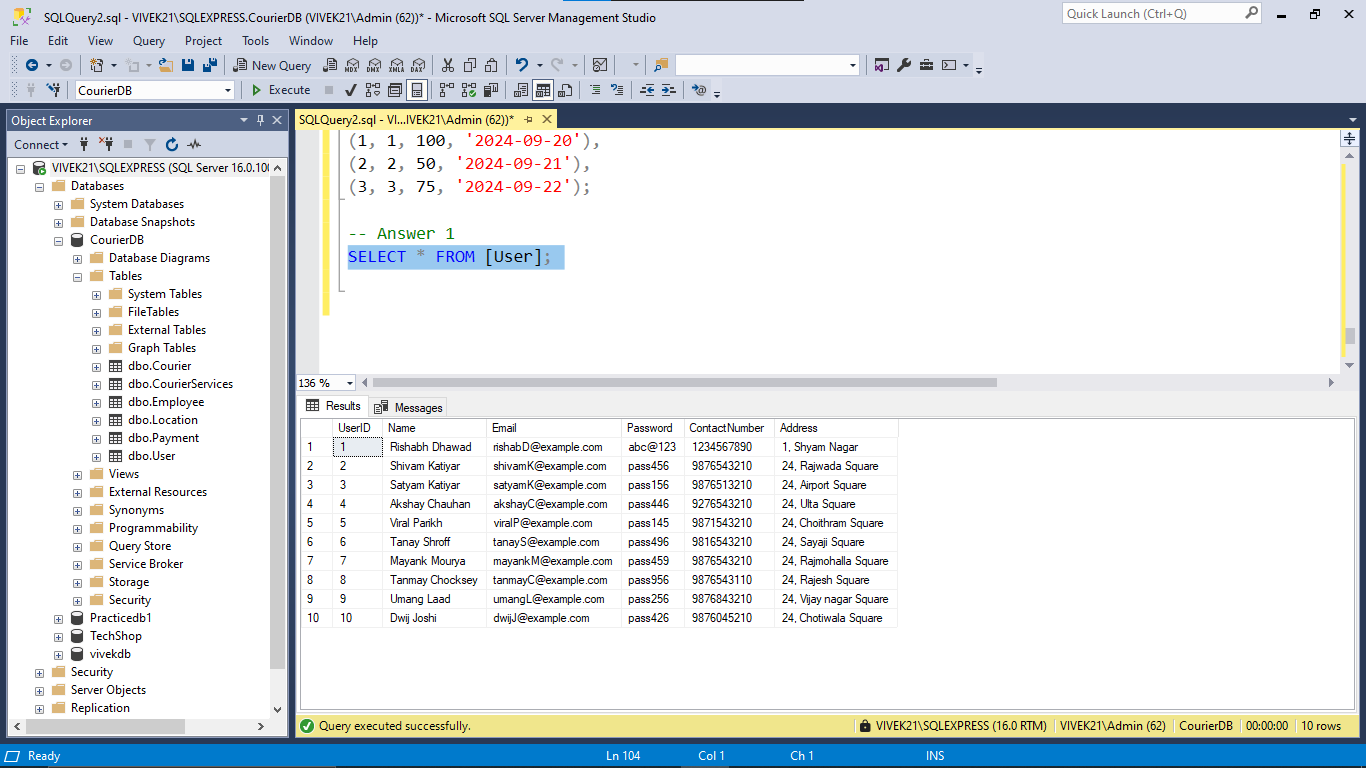 SQLQuery2.sql - VIVEK21\SQLEXPRESS.CourierDB (VIVEK21\Admin (62))* - Microsoft SQL Server Management Studio
Quick Launch (Ctrl+Q)
File Edit View Query Project Tools Window Help
New Query MDX DMX XMLA DAX
CourierDB Execute
Object Explorer
Connect
VIVEK21\SQLEXPRESS (SQL Server 16.0.100
Databases
System Databases
Database Snapshots
CourierDB
Database Diagrams
Tables
System Tables
FileTables
External Tables
Graph Tables
dbo.Courier
dbo.CourierServices
dbo.Employee
dbo.Location
dbo.Payment
dbo.User
Views
External Resources
Synonyms
Programmability
Query Store
Service Broker
Storage
Security
Practicedb1
TechShop
vivekdb
Security
Server Objects
Replication
SQLQuery2.sql - VI...IVEK21\Admin (62))*
(1, 1, 100, '2024-09-20'),
(2, 2, 50, '2024-09-21'),
(3, 3, 75, '2024-09-22');
-- Answer 1
SELECT * FROM [User];
136 %
Results Messages
UserID Name Email Password ContactNumber Address
1 1 Rishabh Dhawad rishabD@example.com abc@123 1234567890 1, Shyam Nagar
2 2 Shivam Katiyar shivamK@example.com pass456 9876543210 24, Rajwada Square
3 3 Satyam Katiyar satyamK@example.com pass156 9876513210 24, Airport Square
4 4 Akshay Chauhan akshayC@example.com pass446 9276543210 24, Ulta Square
5 5 Viral Parikh viralP@example.com pass145 9871543210 24, Choithram Square
6 6 Tanay Shroff tanayS@example.com pass496 9816543210 24, Sayaji Square
7 7 Mayank Mourya mayankM@example.com pass459 9876543210 24, Rajmohalla Square
8 8 Tanmay Chocksey tanmayC@example.com pass956 9876543110 24, Rajesh Square
9 9 Umang Laad umangL@example.com pass256 9876843210 24, Vijay nagar Square
10 10 Dwij Joshi dwijJ@example.com pass426 9876045210 24, Chotiwala Square
Query executed successfully. VIVEK21\SQLEXPRESS (16.0 RTM) VIVEK21\Admin (62) CourierDB 00:00:00 10 rows
Ready Ln 104 Col 1 Ch 1 INS